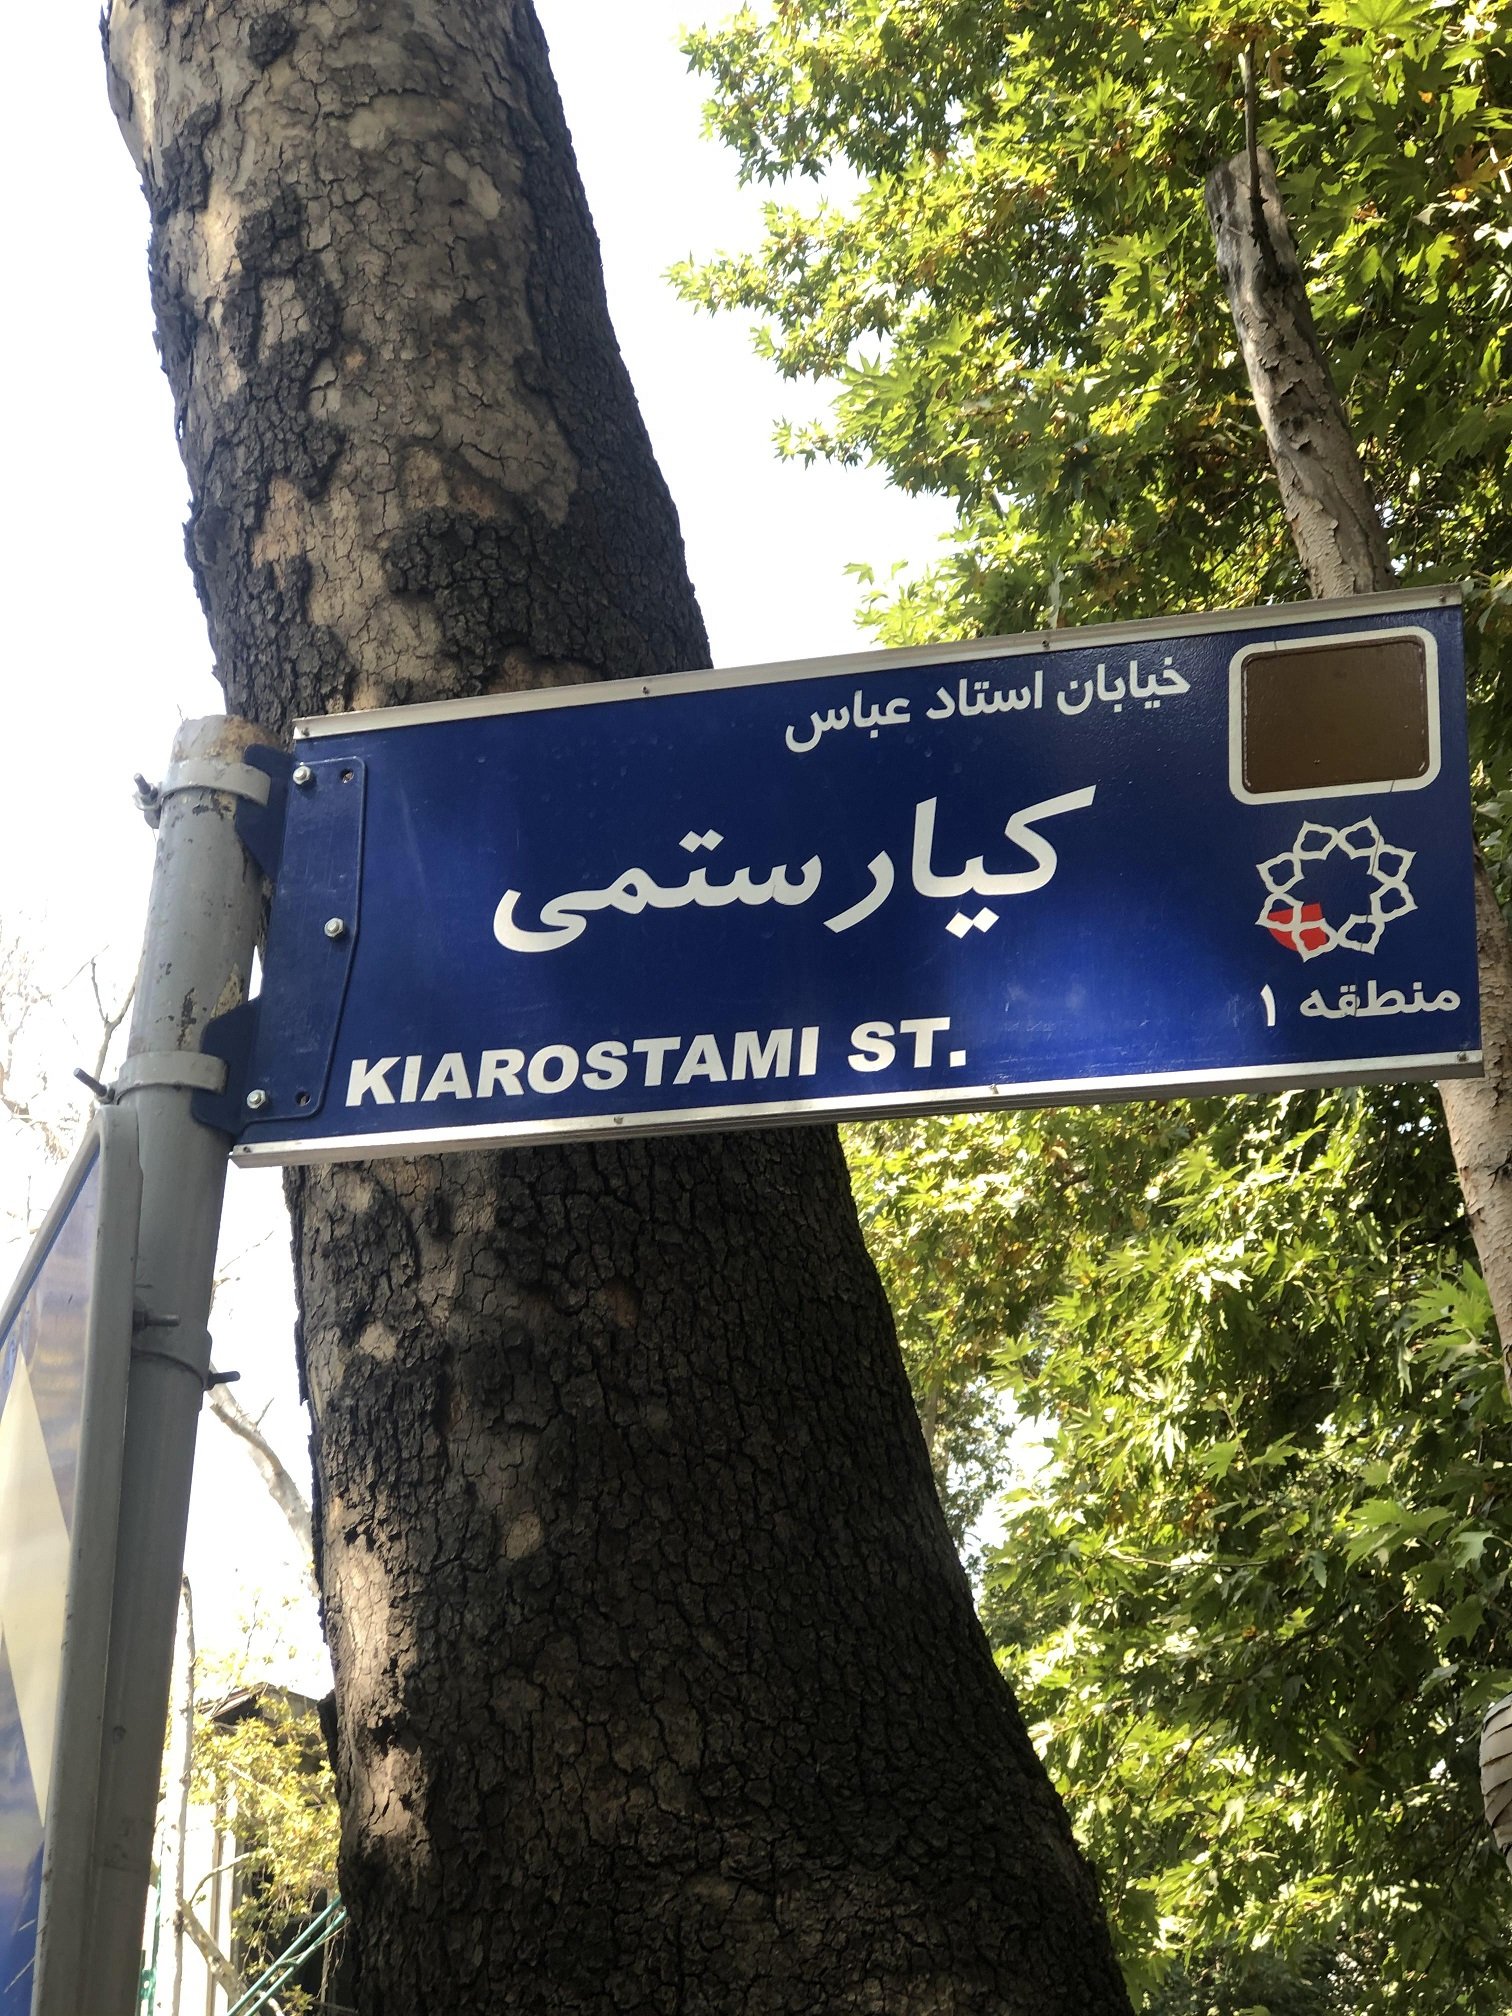 خیابان استاد عباس
کیارستمی
KIAROSTAMI ST.
منطقه ۱